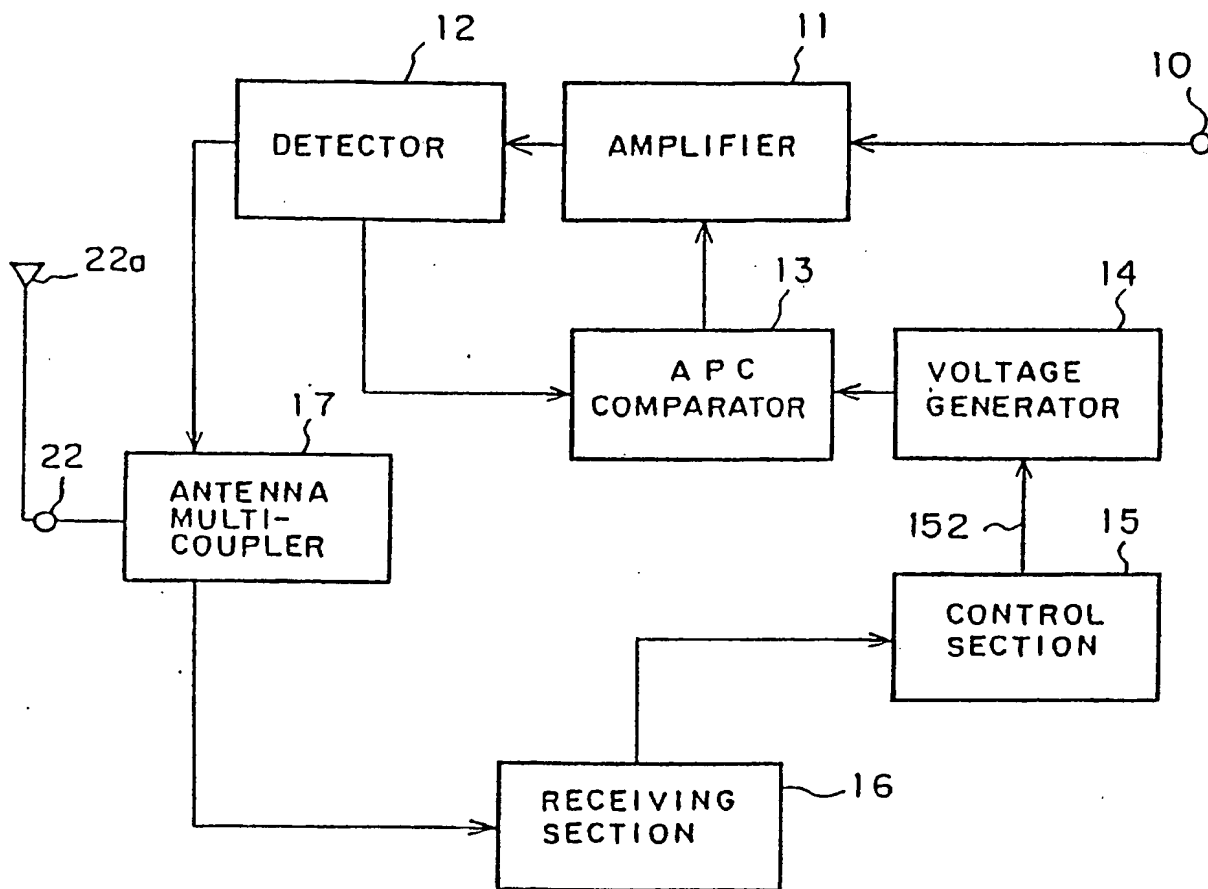 12
11
10
DETECTOR
AMPLIFIER
22a
13
14
A P C
COMPARATOR
VOLTAGE
GENERATOR
17
22
ANTENNA
MULTI-
COUPLER
152
15
CONTROL
SECTION
RECEIVING
SECTION
16